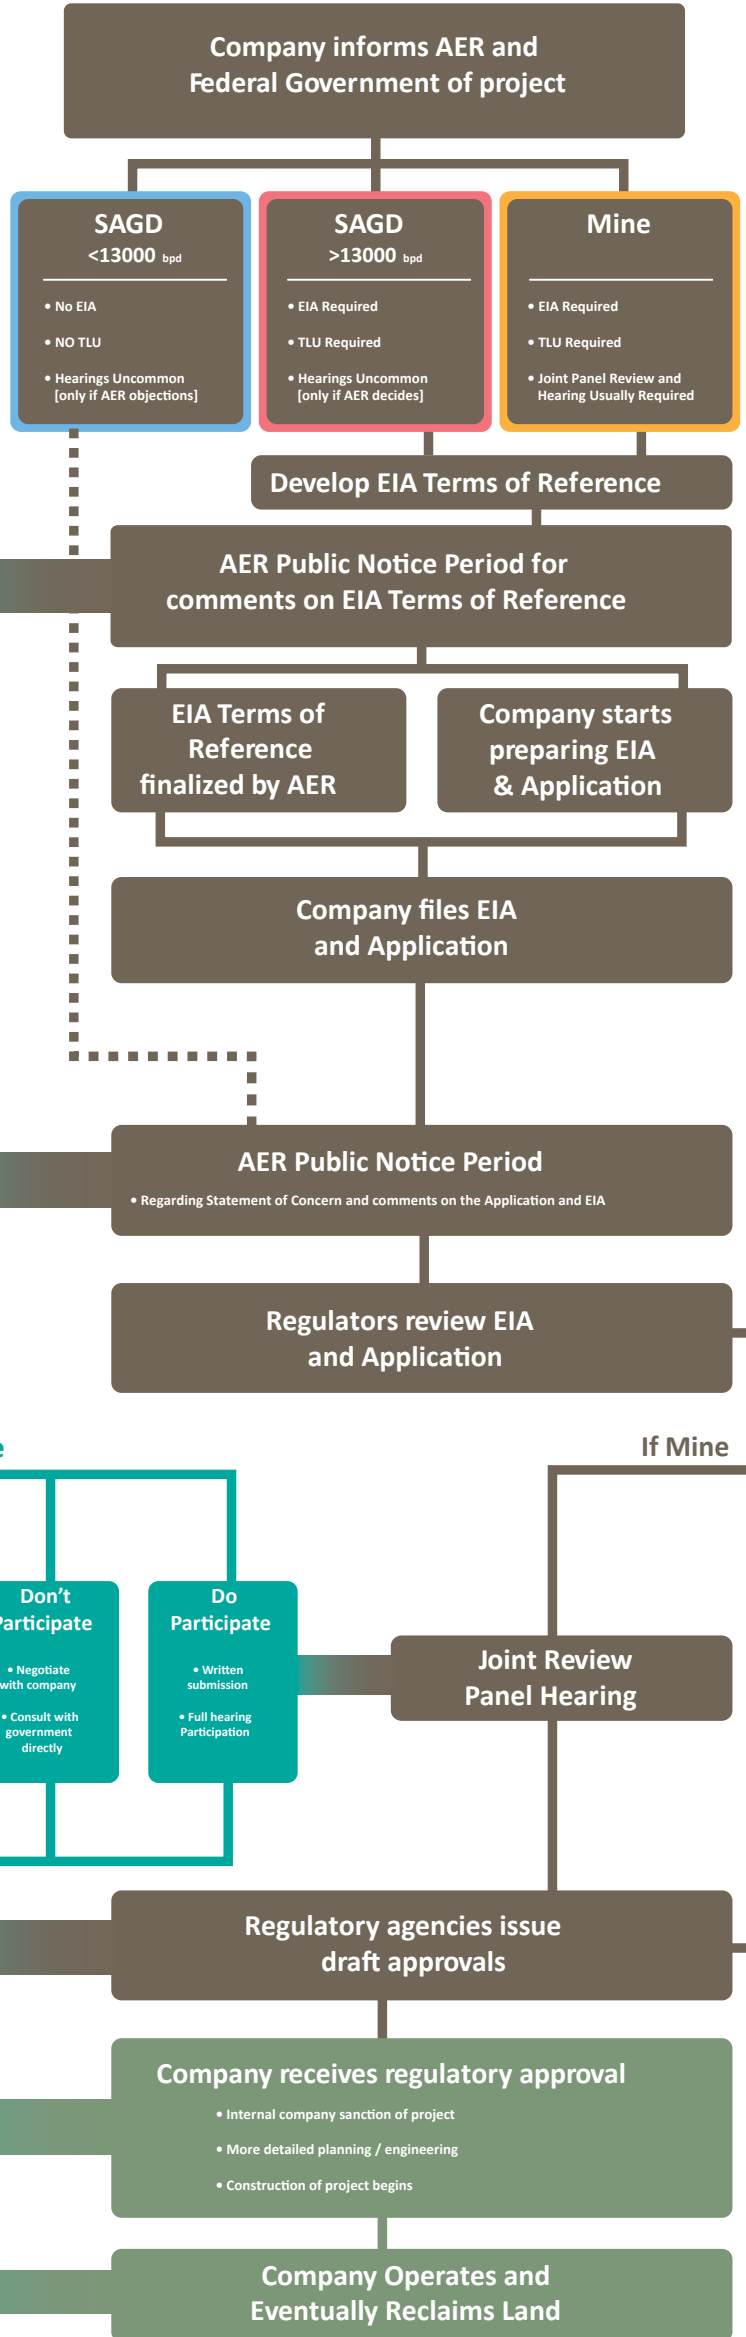 Company informs AER and
Federal Government of project
SAGD
<13000 bpd
• No EIA
• NO TLU
• Hearings Uncommon
[only if AER objections]
SAGD
>13000 bpd
• EIA Required
• TLU Required
• Hearings Uncommon
[only if AER decides]
Mine
• EIA Required
• TLU Required
• Joint Panel Review and
Hearing Usually Required
Develop EIA Terms of Reference
AER Public Notice Period for
comments on EIA Terms of Reference
EIA Terms of
Reference
finalized by AER
Company starts
preparing EIA
& Application
Company files EIA
and Application
AER Public Notice Period
• Regarding Statement of Concern and comments on the Application and EIA
Regulators review EIA
and Application
If Mine
Don't
Participate
• Negotiate
with company
• Consult with
government
directly
Do
Participate
• Written
submission
• Full hearing
Participation
Joint Review
Panel Hearing
Regulatory agencies issue
draft approvals
Company receives regulatory approval
• Internal company sanction of project
• More detailed planning / engineering
• Construction of project begins
Company Operates and
Eventually Reclaims Land